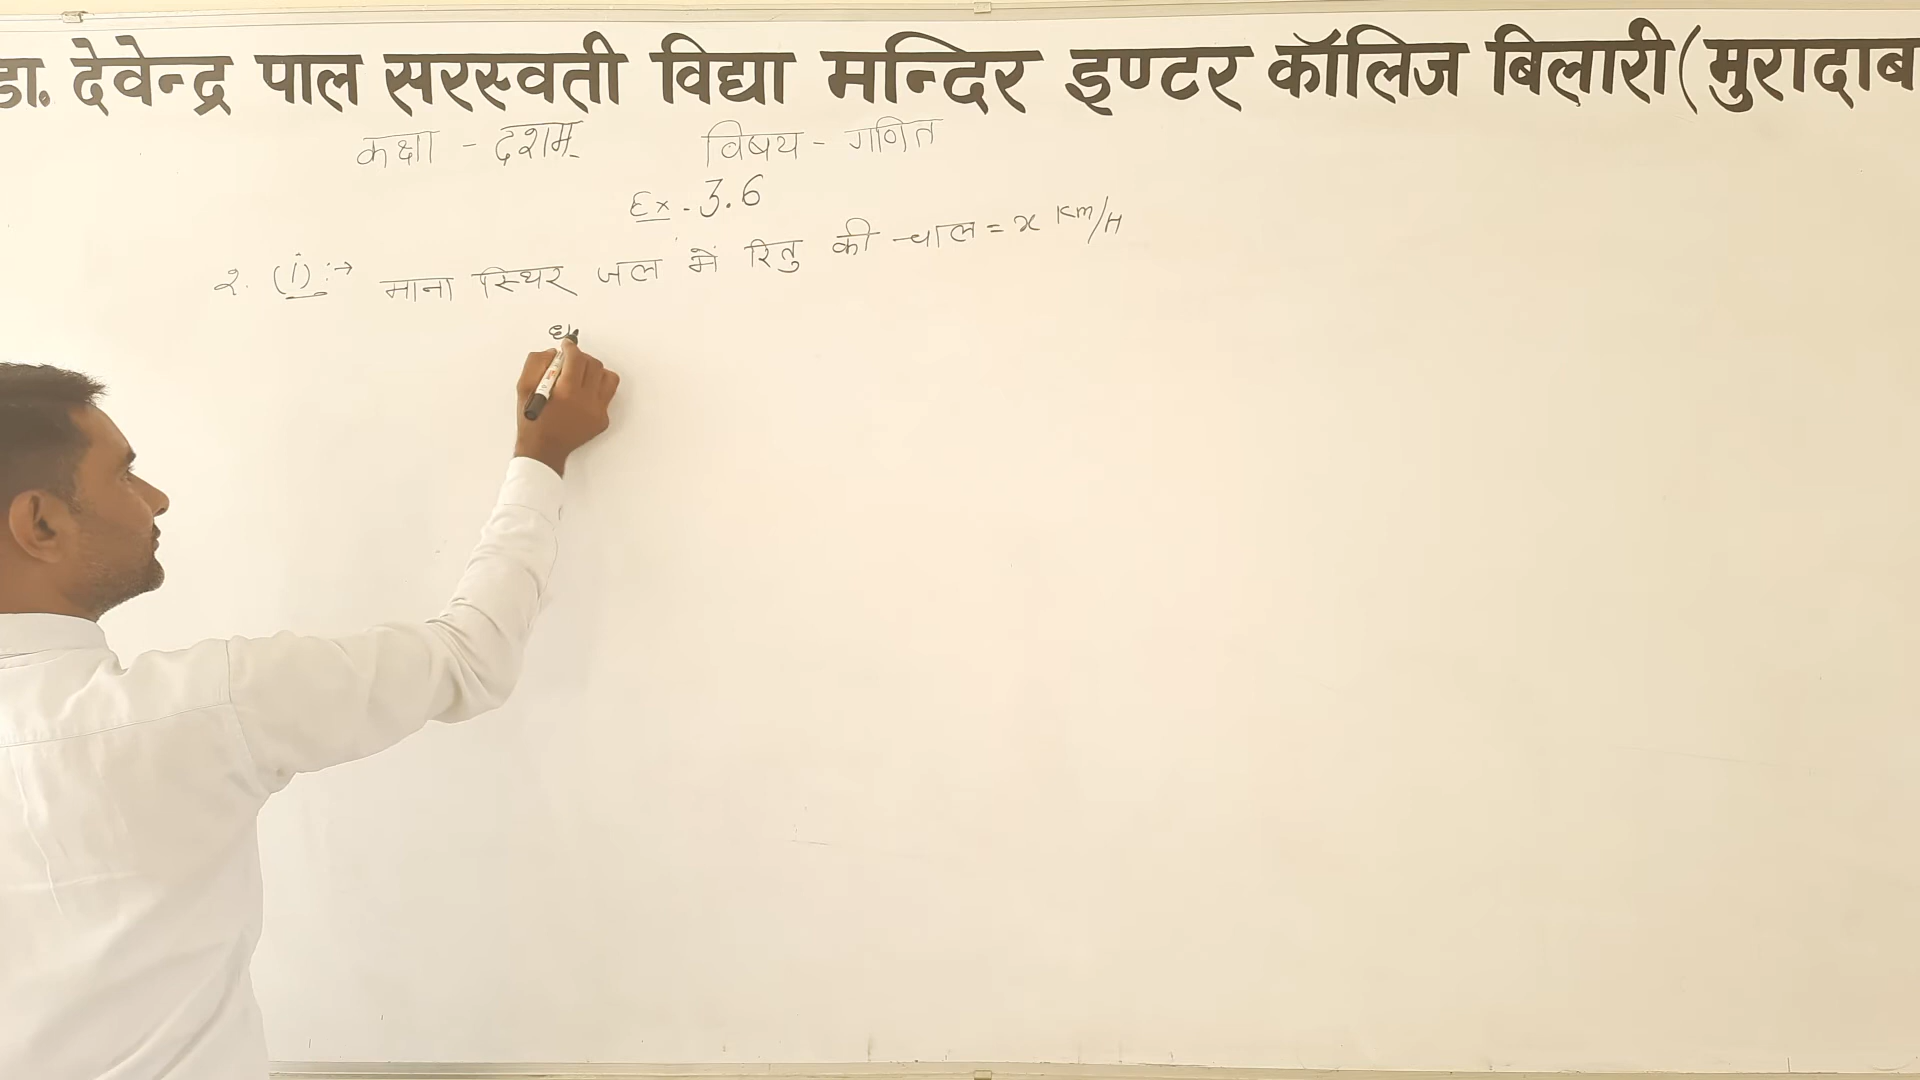 डा. देवेन्द्र पाल सरस्वती विद्या मन्दिर इण्टर कॉलिज बिलारी (मुरादाब
कक्षा - दशम विषय - गणित
Ex - 3.6
2. (i) :→ माना स्थिर जल में रितु की चाल = x Km/H